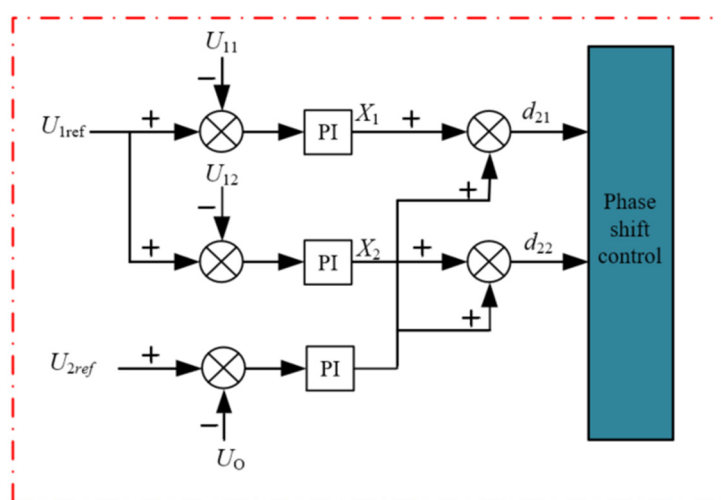 U11
−
U1ref
+
PI
X1
+
d21
U12
−
+
+
PI
X2
+
d22
Phase
shift
control
+
U2ref
+
PI
−
UO